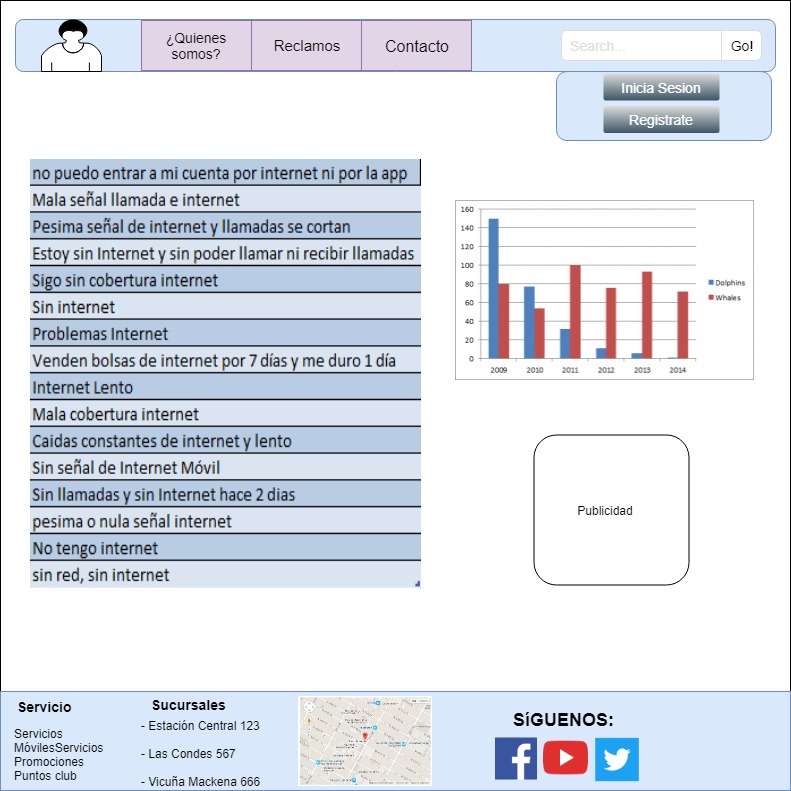 ¿Quienes
somos?
Reclamos
Contacto
Search...
Go!
Inicia Sesion
Registrate
no puedo entrar a mi cuenta por internet ni por la app
Mala señal llamada e internet
Pesima señal de internet y llamadas se cortan
Estoy sin Internet y sin poder llamar ni recibir llamadas
Sigo sin cobertura internet
Sin internet
Problemas Internet
Venden bolsas de internet por 7 días y me duro 1 día
Internet Lento
Mala cobertura internet
Caidas constantes de internet y lento
Sin señal de Internet Móvil
Sin llamadas y sin Internet hace 2 dias
pesima o nula señal internet
No tengo internet
sin red, sin internet
160
140
120
100
80
60
40
20
0
2009 2010 2011 2012 2013 2014
Dolphins
Whales
Publicidad
Servicio
Servicios
MóvilesServicios
Promociones
Puntos club
Sucursales
- Estación Central 123
- Las Condes 567
- Vicuña Mackena 666
SíGUENOS: